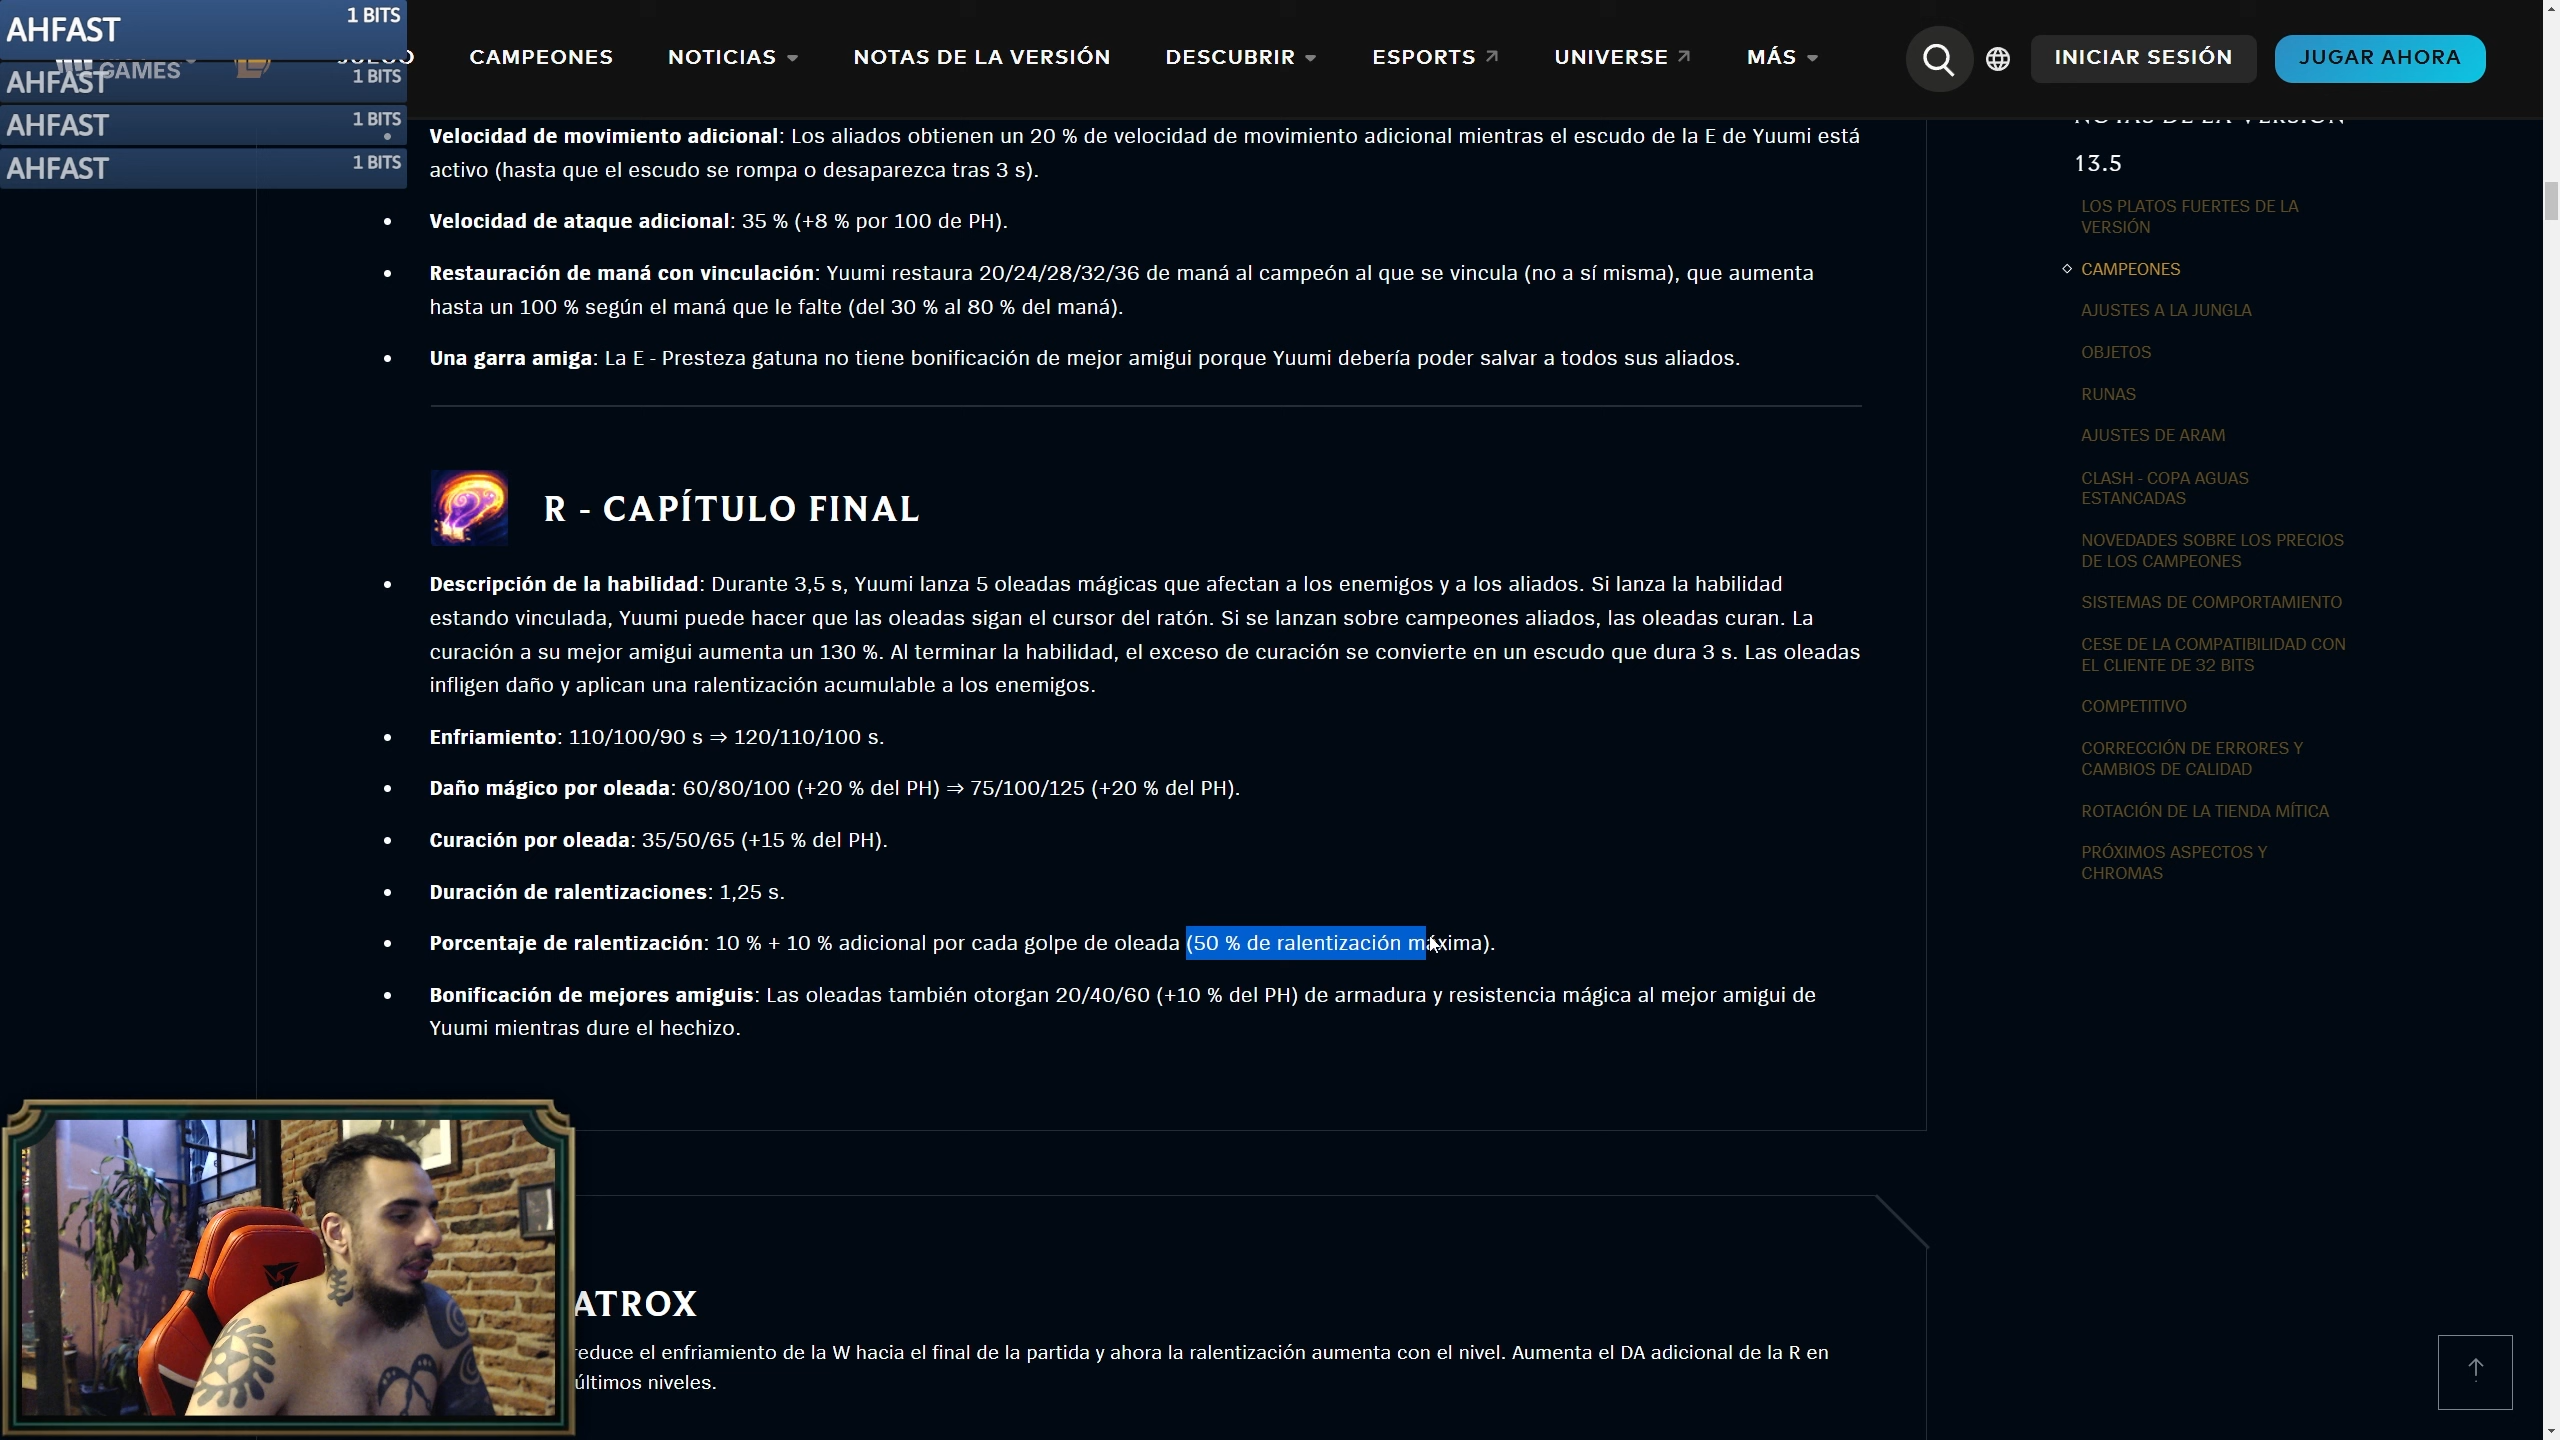 AHFAST 1 BITS
AHFAST 1 BITS
AHFAST 1 BITS
AHFAST 1 BITS
GAMES
JUEGO CAMPEONES NOTICIAS NOTAS DE LA VERSIÓN DESCUBRIR ESPORTS UNIVERSE MÁS INICIAR SESIÓN JUGAR AHORA
Velocidad de movimiento adicional: Los aliados obtienen un 20 % de velocidad de movimiento adicional mientras el escudo de la E de Yuumi está
activo (hasta que el escudo se rompa o desaparezca tras 3 s).
Velocidad de ataque adicional: 35 % (+8 % por 100 de PH).
Restauración de maná con vinculación: Yuumi restaura 20/24/28/32/36 de maná al campeón al que se vincula (no a sí misma), que aumenta
hasta un 100 % según el maná que le falte (del 30 % al 80 % del maná).
Una garra amiga: La E - Presteza gatuna no tiene bonificación de mejor amigui porque Yuumi debería poder salvar a todos sus aliados.
R - CAPÍTULO FINAL
Descripción de la habilidad: Durante 3,5 s, Yuumi lanza 5 oleadas mágicas que afectan a los enemigos y a los aliados. Si lanza la habilidad
estando vinculada, Yuumi puede hacer que las oleadas sigan el cursor del ratón. Si se lanzan sobre campeones aliados, las oleadas curan. La
curación a su mejor amigui aumenta un 130 %. Al terminar la habilidad, el exceso de curación se convierte en un escudo que dura 3 s. Las oleadas
infligen daño y aplican una ralentización acumulable a los enemigos.
Enfriamiento: 110/100/90 s ⇒ 120/110/100 s.
Daño mágico por oleada: 60/80/100 (+20 % del PH) ⇒ 75/100/125 (+20 % del PH).
Curación por oleada: 35/50/65 (+15 % del PH).
Duración de ralentizaciones: 1,25 s.
Porcentaje de ralentización: 10 % + 10 % adicional por cada golpe de oleada (50 % de ralentización máxima).
Bonificación de mejores amiguis: Las oleadas también otorgan 20/40/60 (+10 % del PH) de armadura y resistencia mágica al mejor amigui de
Yuumi mientras dure el hechizo.
ATROX
reduce el enfriamiento de la W hacia el final de la partida y ahora la ralentización aumenta con el nivel. Aumenta el DA adicional de la R en
últimos niveles.
NOTAS DE LA VERSIÓN
13.5
LOS PLATOS FUERTES DE LA
VERSIÓN
CAMPEONES
AJUSTES A LA JUNGLA
OBJETOS
RUNAS
AJUSTES DE ARAM
CLASH - COPA AGUAS
ESTANCADAS
NOVEDADES SOBRE LOS PRECIOS
DE LOS CAMPEONES
SISTEMAS DE COMPORTAMIENTO
CESE DE LA COMPATIBILIDAD CON
EL CLIENTE DE 32 BITS
COMPETITIVO
CORRECCIÓN DE ERRORES Y
CAMBIOS DE CALIDAD
ROTACIÓN DE LA TIENDA MÍTICA
PRÓXIMOS ASPECTOS Y
CHROMAS